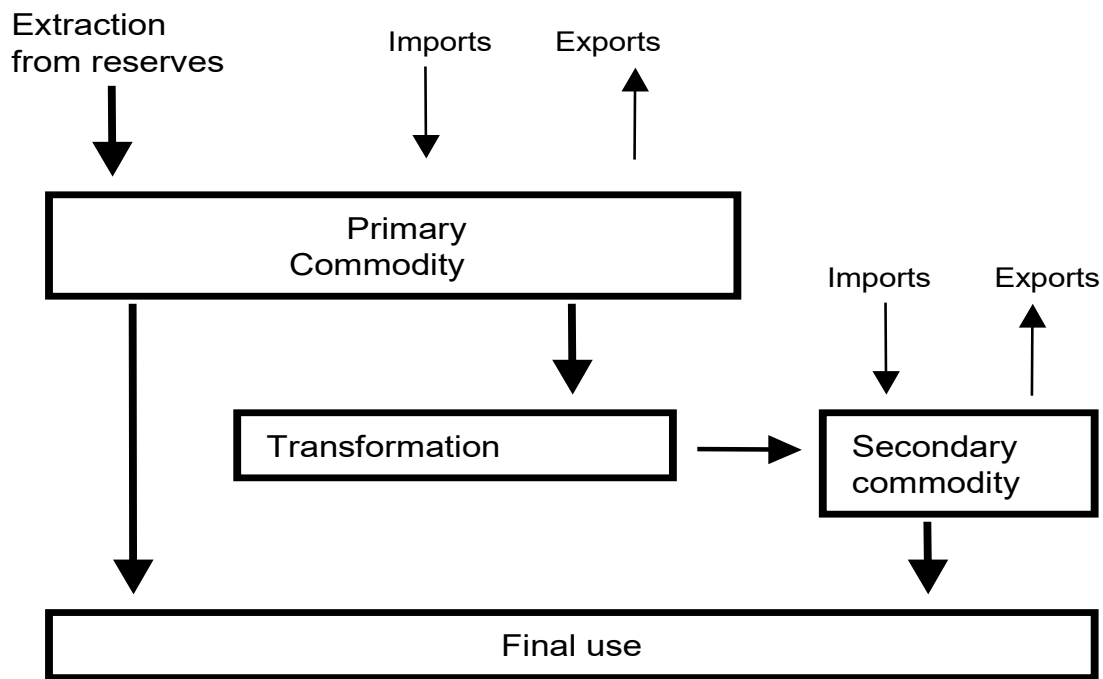 Extraction
from reserves
Imports
Exports
Primary
Commodity
Imports
Exports
Transformation
Secondary
commodity
Final use